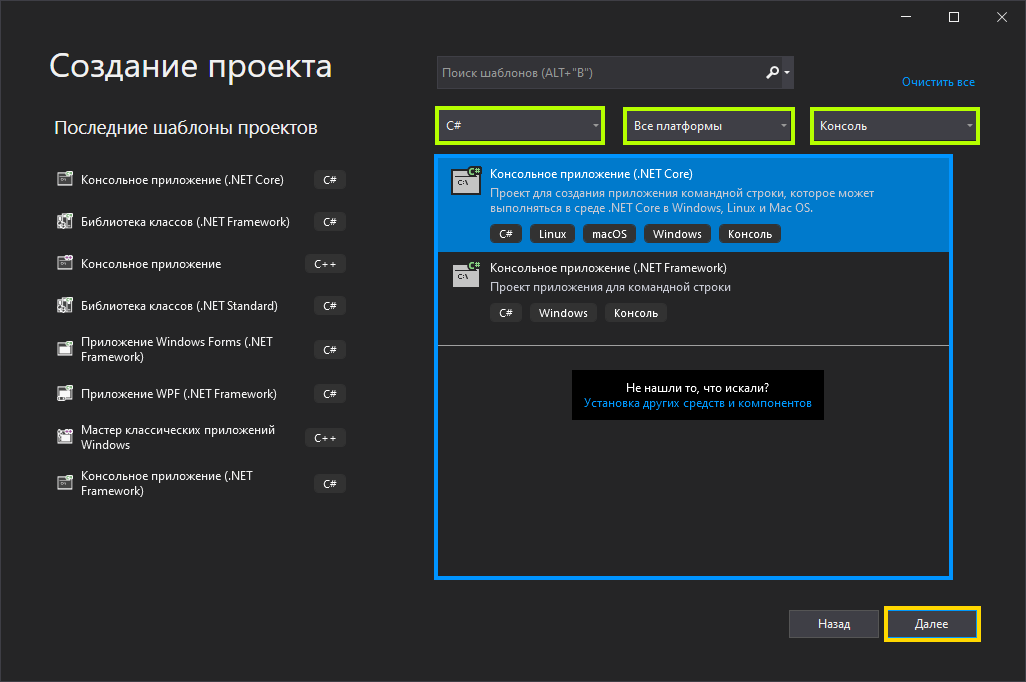 Создание проекта
Последние шаблоны проектов
Консольное приложение (.NET Core) C#
Библиотека классов (.NET Framework) C#
Консольное приложение C++
Библиотека классов (.NET Standard) C#
Приложение Windows Forms (.NET
Framework) C#
Приложение WPF (.NET Framework) C#
Мастер классических приложений
Windows C++
Консольное приложение (.NET
Framework) C#
Поиск шаблонов (ALT+"В")
Очистить все
C# Все платформы Консоль
Консольное приложение (.NET Core)
Проект для создания приложения командной строки, которое может
выполняться в среде .NET Core в Windows, Linux и Mac OS.
C# Linux macOS Windows Консоль
Консольное приложение (.NET Framework)
Проект приложения для командной строки
C# Windows Консоль
Не нашли то, что искали?
Установка других средств и компонентов
Назад Далее